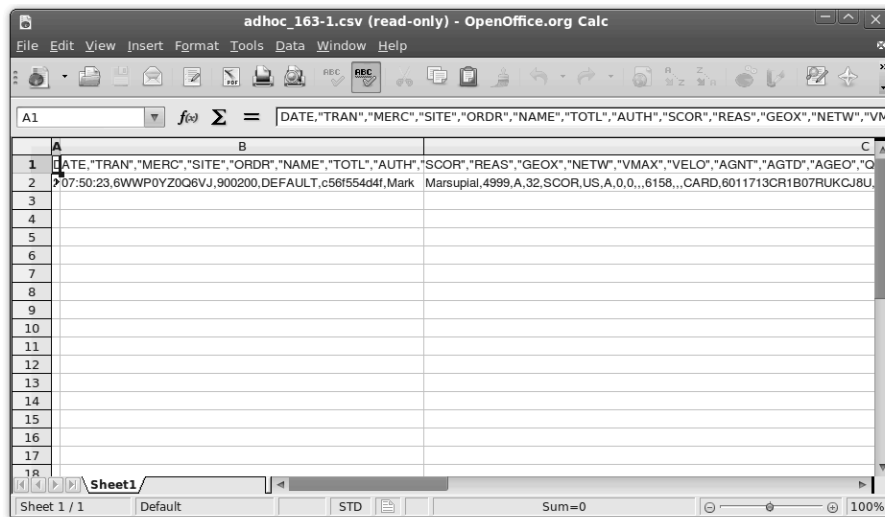 adhoc_163-1.csv (read-only) - OpenOffice.org Calc
File Edit View Insert Format Tools Data Window Help
A1 f(x) Σ = DATE,"TRAN","MERC","SITE","ORDR","NAME","TOTL","AUTH","SCOR","REAS","GEOX","NETW","VM
A B C
1 DATE,"TRAN","MERC","SITE","ORDR","NAME","TOTL","AUTH","SCOR","REAS","GEOX","NETW","VMAX","VELO","AGNT","AGTD","AGEO","Q
2 07:50:23,6WWP0YZ0Q6VJ,900200,DEFAULT,c56f554d4f,Mark Marsupial,4999,A,32,SCOR,US,A,0,0,,,6158,,,CARD,6011713CR1B07RUKCJ8U,
3
4
5
6
7
8
9
10
11
12
13
14
15
16
17
18
Sheet1
Sheet 1 / 1 Default STD Sum=0 100%